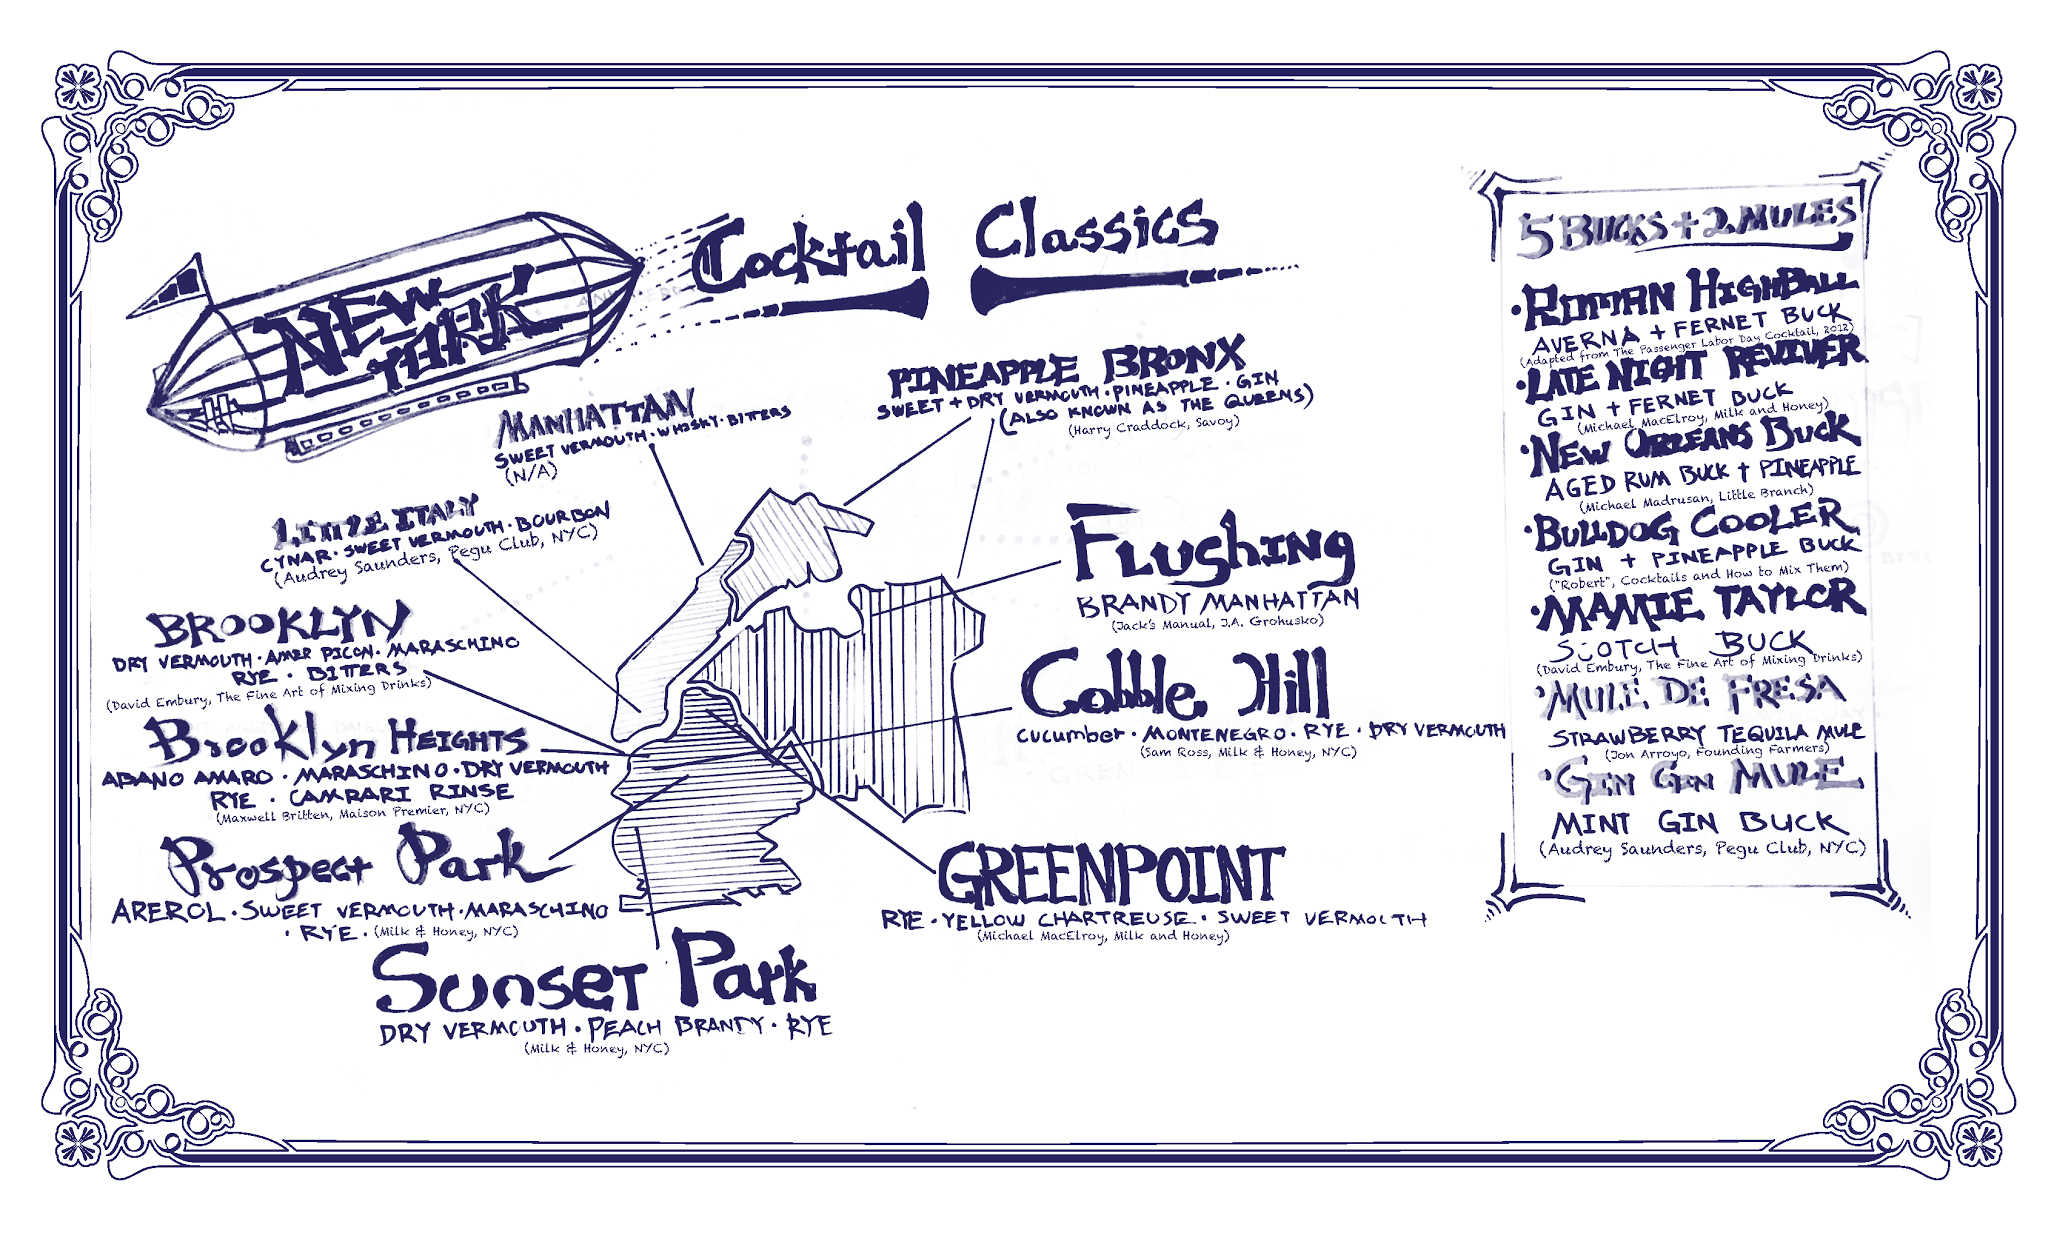 NEW
YORK
Cocktail Classics
MANHATTAN
SWEET VERMOUTH · WHISKY · BITTERS
(N/A)
PINEAPPLE BRONX
SWEET + DRY VERMOUTH · PINEAPPLE · GIN
(ALSO KNOWN AS THE QUEENS)
(Harry Craddock, Savoy)
LITTLE ITALY
CYNAR · SWEET VERMOUTH · BOURBON
(Audrey Saunders, Pegu Club, NYC)
Flushing
BRANDY MANHATTAN
(Jack's Manual, J.A. Grohusko)
BROOKLYN
DRY VERMOUTH · AMER PICON · MARASCHINO
RYE · BITTERS
(David Embury, The Fine Art of Mixing Drinks)
Cobble Hill
cucumber · MONTENEGRO · RYE · DRY VERMOUTH
(Sam Ross, Milk & Honey, NYC)
Brooklyn HEIGHTS
ABANO AMARO · MARASCHINO · DRY VERMOUTH
RYE · CAMPARI RINSE
(Maxwell Britten, Maison Premier, NYC)
Prospect Park
AREROL · SWEET VERMOUTH · MARASCHINO
· RYE · (Milk & Honey, NYC)
GREENPOINT
RYE · YELLOW CHARTREUSE · SWEET VERMOUTH
(Michael MacElroy, Milk and Honey)
Sunset Park
DRY VERMOUTH · PEACH BRANDY · RYE
(Milk & Honey, NYC)
5 BUCKS + 2 MULES
· ROMAN HIGHBALL
AVERNA + FERNET BUCK
(Adapted from The Passenger Labor Day Cocktail, 2012)
· LATE NIGHT REVIVER
GIN + FERNET BUCK
(Michael MacElroy, Milk and Honey)
· NEW ORLEANS BUCK
AGED RUM BUCK + PINEAPPLE
(Michael Madrusan, Little Branch)
· BULLDOG COOLER
GIN + PINEAPPLE BUCK
("Robert", Cocktails and How to Mix Them)
· MAMIE TAYLOR
SCOTCH BUCK
(David Embury, The Fine Art of Mixing Drinks)
· MULE DE FRESA
STRAWBERRY TEQUILA MULE
(Jon Arroyo, Founding Farmers)
· GIN GIN MULE
MINT GIN BUCK
(Audrey Saunders, Pegu Club, NYC)